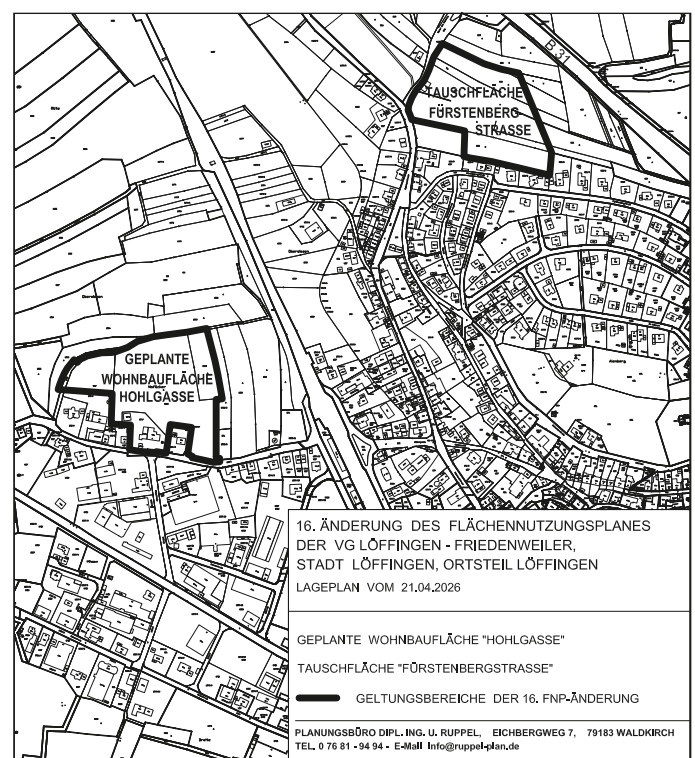 B 31
TAUSCHFLÄCHE
FÜRSTENBERG
STRASSE
GEPLANTE
WOHNBAUFLÄCHE
HOHLGASSE
16. ÄNDERUNG DES FLÄCHENNUTZUNGSPLANES
DER VG LÖFFINGEN - FRIEDENWEILER,
STADT LÖFFINGEN, ORTSTEIL LÖFFINGEN
LAGEPLAN VOM 21.04.2026
GEPLANTE WOHNBAUFLÄCHE "HOHLGASSE"
TAUSCHFLÄCHE "FÜRSTENBERGSTRASSE"
GELTUNGSBEREICHE DER 16. FNP-ÄNDERUNG
PLANUNGSBÜRO DIPL. ING. U. RUPPEL, EICHBERGWEG 7, 79183 WALDKIRCH
TEL. 0 76 81 - 94 94 - E-Mail info@ruppel-plan.de